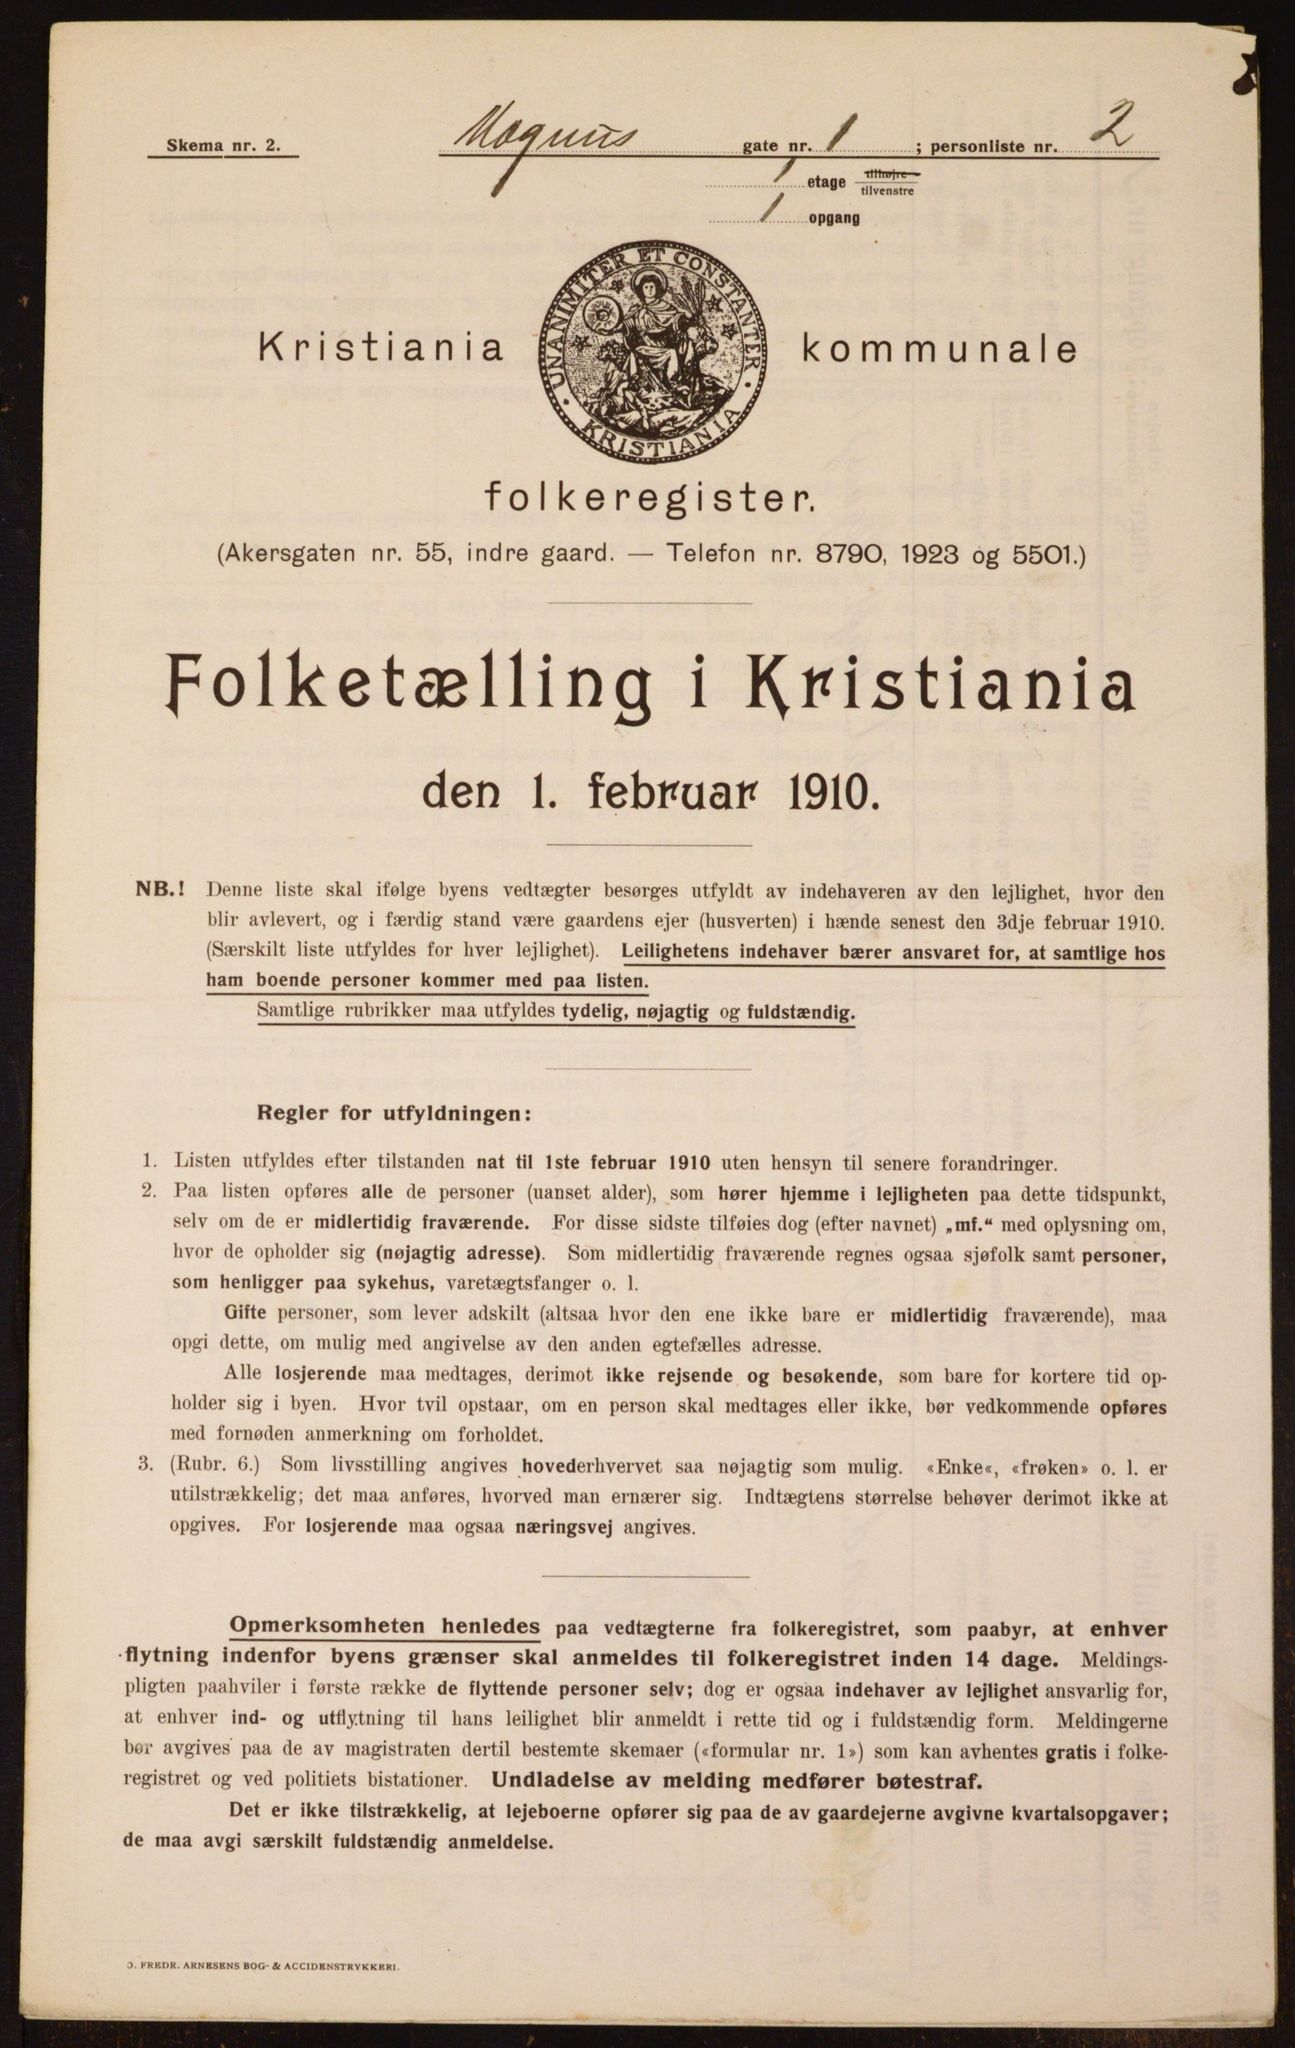 Skema nr. 2.
Magnus gate nr. 1 ; personliste nr. 2
1 etage tilhøjre tilvenstre
1 opgang
UNANIMITER ET CONSTANTER
KRISTIANIA
Kristiania kommunale
folkeregister.
(Akersgaten nr. 55, indre gaard. — Telefon nr. 8790, 1923 og 5501.)
Folketælling i Kristiania
den 1. februar 1910.
NB.! Denne liste skal ifølge byens vedtægter besørges utfyldt av indehaveren av den lejlighet, hvor den
blir avlevert, og i færdig stand være gaardens ejer (husverten) i hænde senest den 3dje februar 1910.
(Særskilt liste utfyldes for hver lejlighet). Leilighetens indehaver bærer ansvaret for, at samtlige hos
ham boende personer kommer med paa listen.
Samtlige rubrikker maa utfyldes tydelig, nøjagtig og fuldstændig.
Regler for utfyldningen:
1. Listen utfyldes efter tilstanden nat til 1ste februar 1910 uten hensyn til senere forandringer.
2. Paa listen opføres alle de personer (uanset alder), som hører hjemme i lejligheten paa dette tidspunkt,
selv om de er midlertidig fraværende. For disse sidste tilføies dog (efter navnet) „mf.“ med oplysning om,
hvor de opholder sig (nøjagtig adresse). Som midlertidig fraværende regnes ogsaa sjøfolk samt personer,
som henligger paa sykehus, varetægtsfanger o. l.
Gifte personer, som lever adskilt (altsaa hvor den ene ikke bare er midlertidig fraværende), maa
opgi dette, om mulig med angivelse av den anden egtefælles adresse.
Alle losjerende maa medtages, derimot ikke rejsende og besøkende, som bare for kortere tid op-
holder sig i byen. Hvor tvil opstaar, om en person skal medtages eller ikke, bør vedkommende opføres
med fornøden anmerkning om forholdet.
3. (Rubr. 6.) Som livsstilling angives hovederhvervet saa nøjagtig som mulig. «Enke«, «frøken» o. l. er
utilstrækkelig; det maa anføres, hvorved man ernærer sig. Indtægtens størrelse behøver derimot ikke at
opgives. For losjerende maa ogsaa næringsvej angives.
Opmerksomheten henledes paa vedtægterne fra folkeregistret, som paabyr, at enhver
flytning indenfor byens grænser skal anmeldes til folkeregistret inden 14 dage. Meldings-
pligten paahviler i første række de flyttende personer selv; dog er ogsaa indehaver av lejlighet ansvarlig for,
at enhver ind- og utflytning til hans leilighet blir anmeldt i rette tid og i fuldstændig form. Meldingerne
bør avgives paa de av magistraten dertil bestemte skemaer («formular nr. 1») som kan avhentes gratis i folke-
registret og ved politiets bistationer. Undladelse av melding medfører bøtestraf.
Det er ikke tilstrækkelig, at lejeboerne opfører sig paa de av gaardejerne avgivne kvartalsopgaver;
de maa avgi særskilt fuldstændig anmeldelse.
O. FREDR. ARNESENS BOG- & ACCIDENSTRYKKERI.